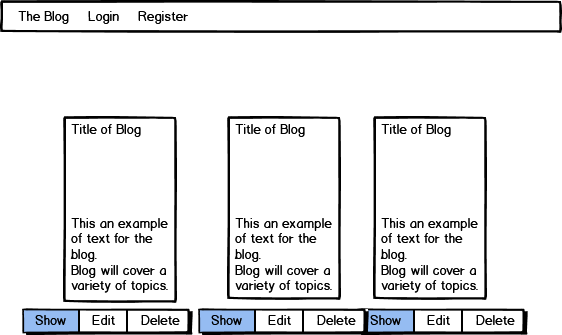 The Blog Login Register
Title of Blog
This an example
of text for the
blog.
Blog will cover a
variety of topics.
Show Edit Delete
Title of Blog
This an example
of text for the
blog.
Blog will cover a
variety of topics.
Show Edit Delete
Title of Blog
This an example
of text for the
blog.
Blog will cover a
variety of topics.
Show Edit Delete